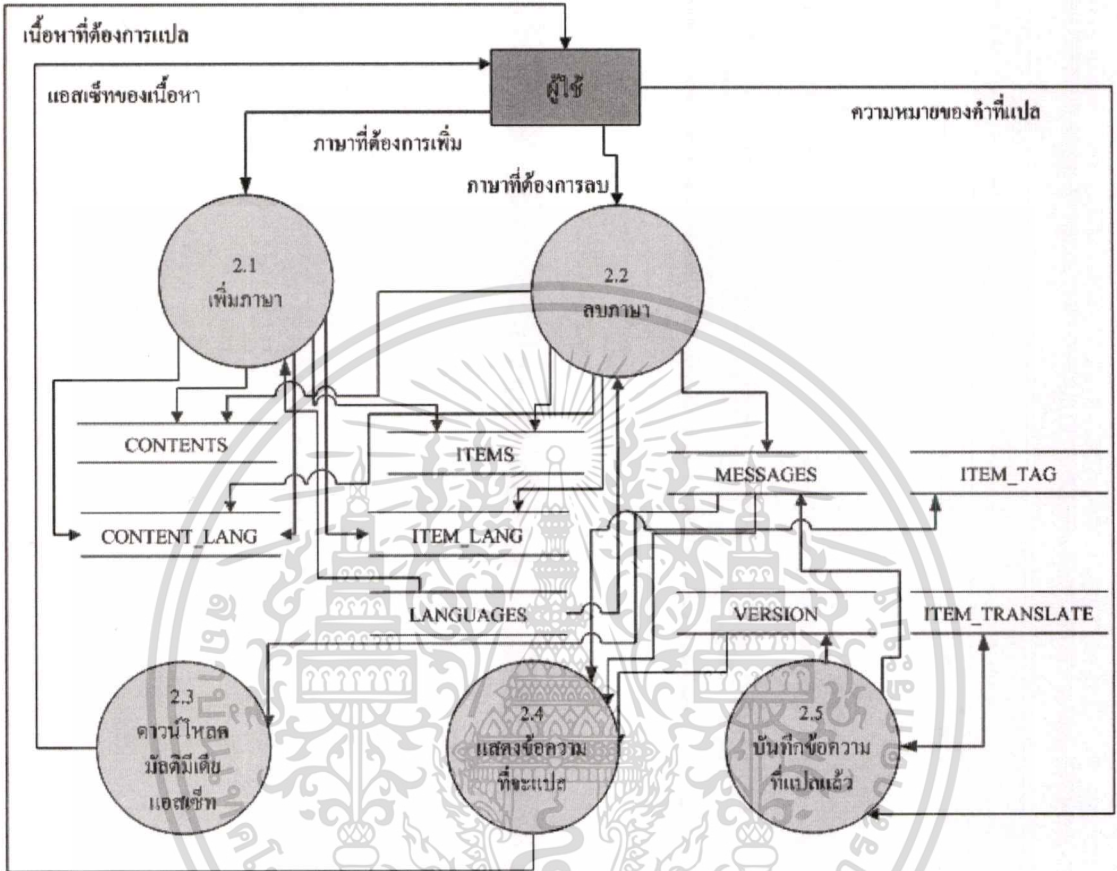 เนื้อหาที่ต้องการแปล
แอสเซ็ทของเนื้อหา
ผู้ใช้
ความหมายของคำที่แปล
ภาษาที่ต้องการเพิ่ม
ภาษาที่ต้องการลบ
2.1
เพิ่มภาษา
2.2
ลบภาษา
CONTENTS
ITEMS
MESSAGES
ITEM_TAG
CONTENT_LANG
ITEM_LANG
LANGUAGES
VERSION
ITEM_TRANSLATE
2.3
ดาวน์โหลด
มัลติมีเดีย
แอสเซ็ท
2.4
แสดงข้อความ
ที่จะแปล
2.5
บันทึกข้อความ
ที่แปลแล้ว